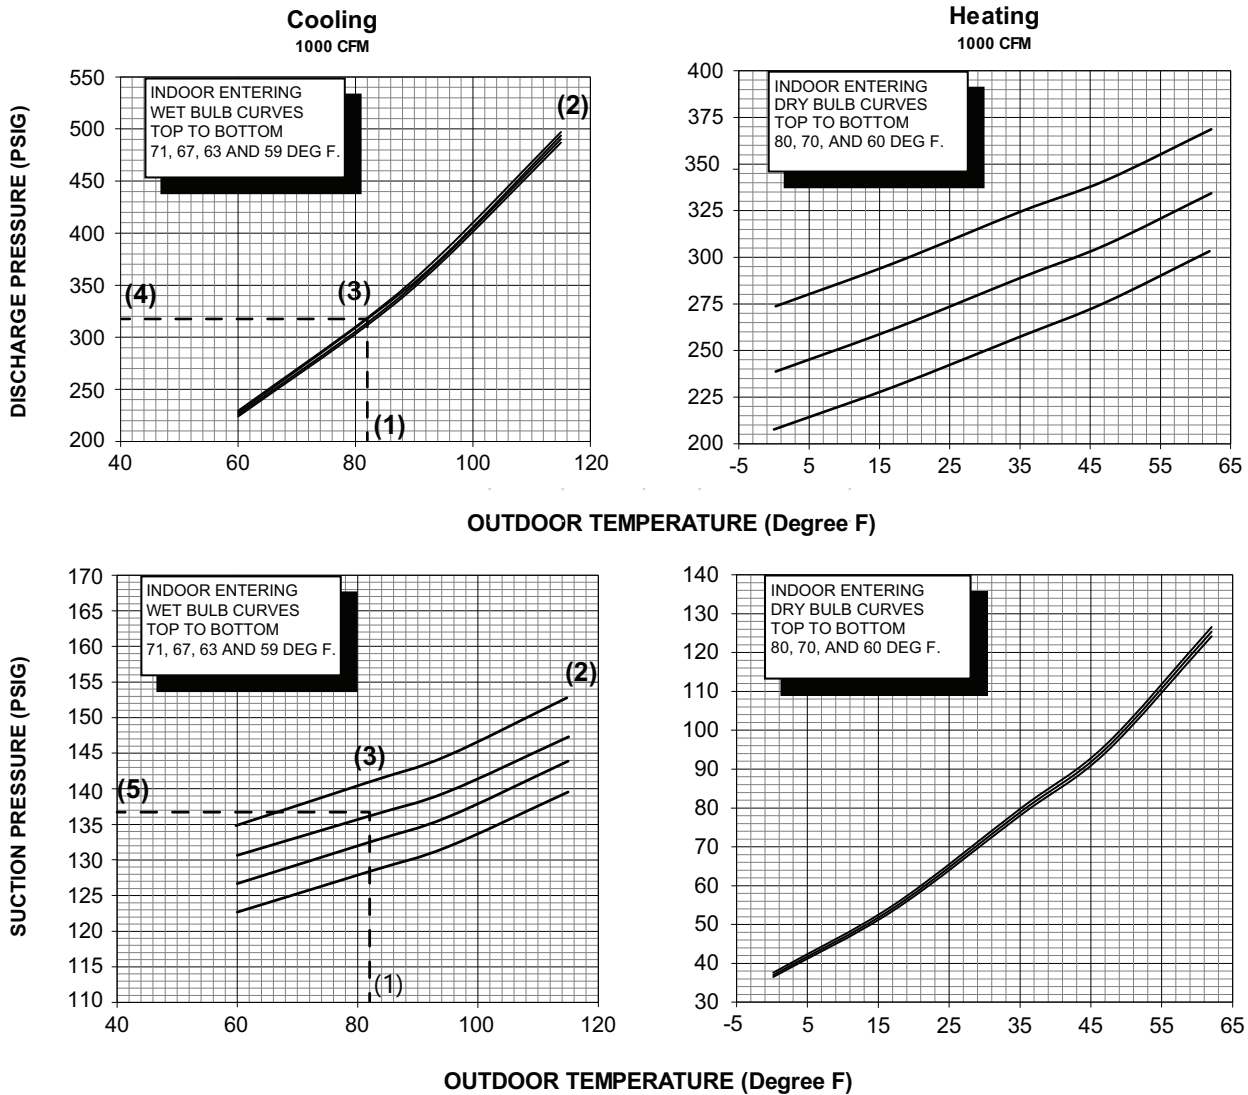 Cooling
1000 CFM
Heating
1000 CFM
DISCHARGE PRESSURE (PSIG)
550
500
450
400
350
300
250
200
INDOOR ENTERING
WET BULB CURVES
TOP TO BOTTOM
71, 67, 63 AND 59 DEG F.
(2)
(3)
(4)
(1)
40 60 80 100 120
400
375
350
325
300
275
250
225
200
INDOOR ENTERING
DRY BULB CURVES
TOP TO BOTTOM
80, 70, AND 60 DEG F.
-5 5 15 25 35 45 55 65
OUTDOOR TEMPERATURE (Degree F)
SUCTION PRESSURE (PSIG)
170
165
160
155
150
145
140
135
130
125
120
115
110
INDOOR ENTERING
WET BULB CURVES
TOP TO BOTTOM
71, 67, 63 AND 59 DEG F.
(2)
(3)
(5)
(1)
40 60 80 100 120
140
130
120
110
100
90
80
70
60
50
40
30
INDOOR ENTERING
DRY BULB CURVES
TOP TO BOTTOM
80, 70, AND 60 DEG F.
-5 5 15 25 35 45 55 65
OUTDOOR TEMPERATURE (Degree F)